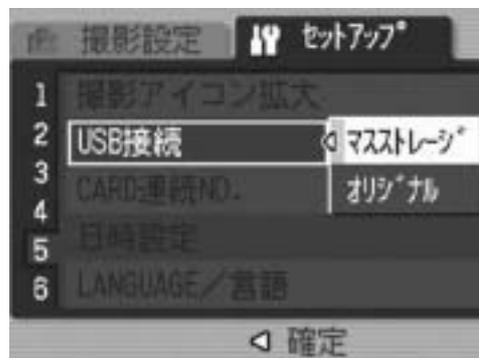 撮影設定 セットアップ
1 撮影アイコン拡大
2 USB接続 マスストレージ
3 CARD連続NO. オリジナル
4
5 日時設定
6 LANGUAGE/言語
確定